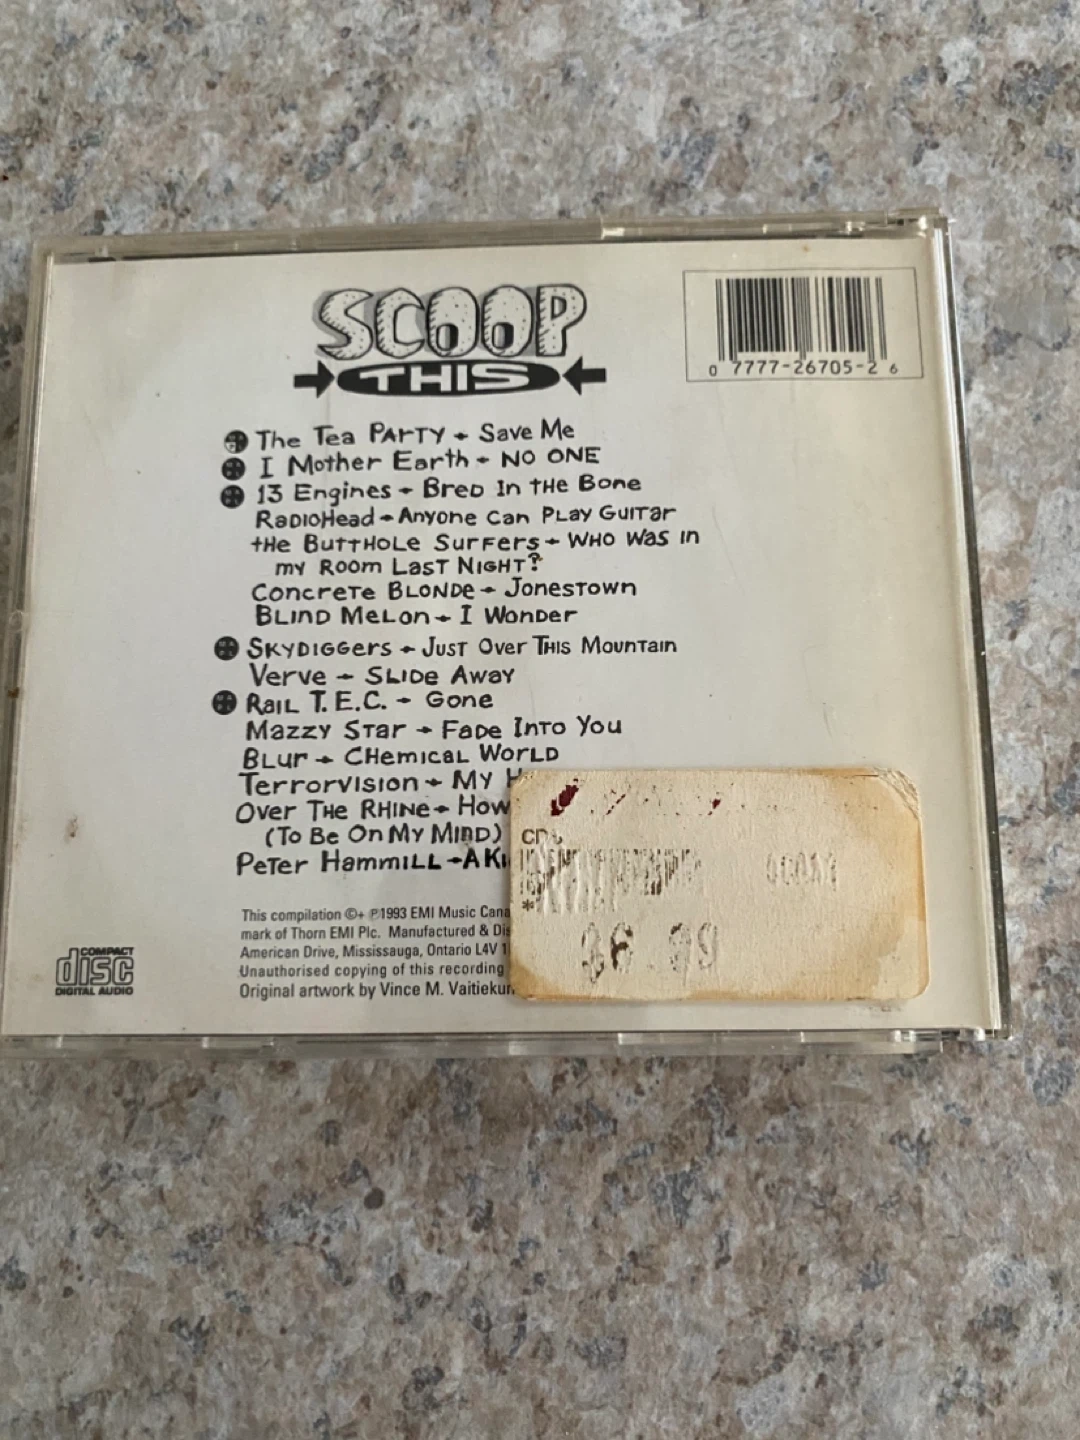 SCOOP
THIS
0 7777-26705-2 6
The Tea PARTY - Save Me
I Mother Earth - NO ONE
13 Engines - Bred In the Bone
RADIOHead - Anyone Can Play Guitar
the Butthole Surfers - Who Was In
my Room Last Night?
Concrete Blonde - Jonestown
Blind Melon - I Wonder
Skydiggers - Just Over This Mountain
Verve - Slide Away
Rail T.E.C. - Gone
Mazzy Star - Fade Into You
Blur - Chemical World
Terrorvision - My
Over The Rhine - How
(To Be On My Mind)
Peter Hammill - A
This compilation ©+ ℗1993 EMI Music
mark of Thorn EMI Plc. Manufactured &
American Drive, Mississauga, Ontario L4V
Unauthorised copying of this recording
Original artwork by Vince M.
COMPACT
disc
DIGITAL AUDIO